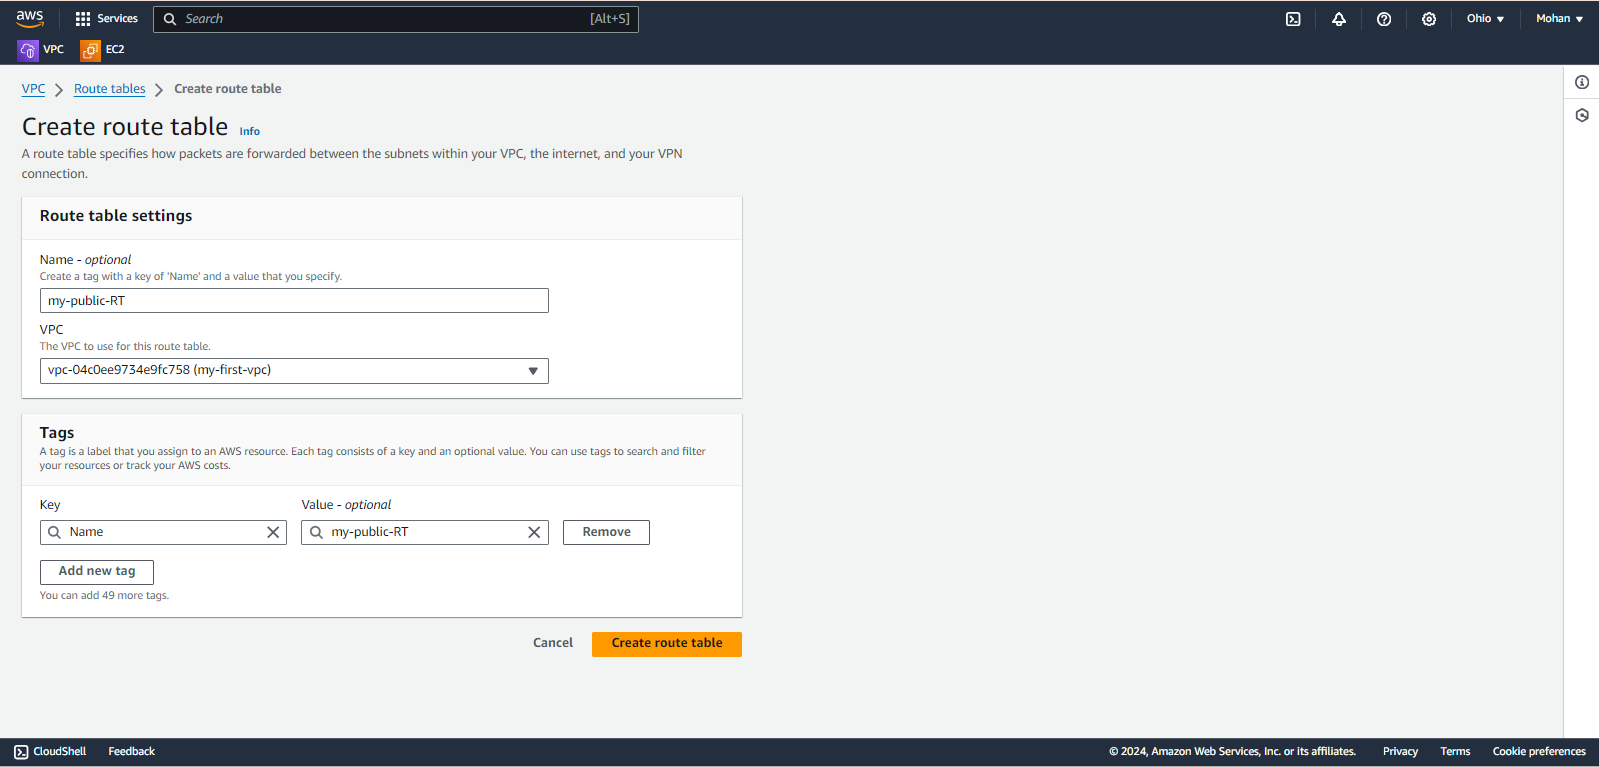 aws
Services
Search
[Alt+S]
Ohio
Mohan
VPC
EC2
VPC
Route tables
Create route table
Create route table
Info
A route table specifies how packets are forwarded between the subnets within your VPC, the internet, and your VPN
connection.
Route table settings
Name - optional
Create a tag with a key of 'Name' and a value that you specify.
my-public-RT
VPC
The VPC to use for this route table.
vpc-04c0ee9734e9fc758 (my-first-vpc)
Tags
A tag is a label that you assign to an AWS resource. Each tag consists of a key and an optional value. You can use tags to search and filter
your resources or track your AWS costs.
Key
Value - optional
Name
my-public-RT
Remove
Add new tag
You can add 49 more tags.
Cancel
Create route table
CloudShell
Feedback
© 2024, Amazon Web Services, Inc. or its affiliates.
Privacy
Terms
Cookie preferences